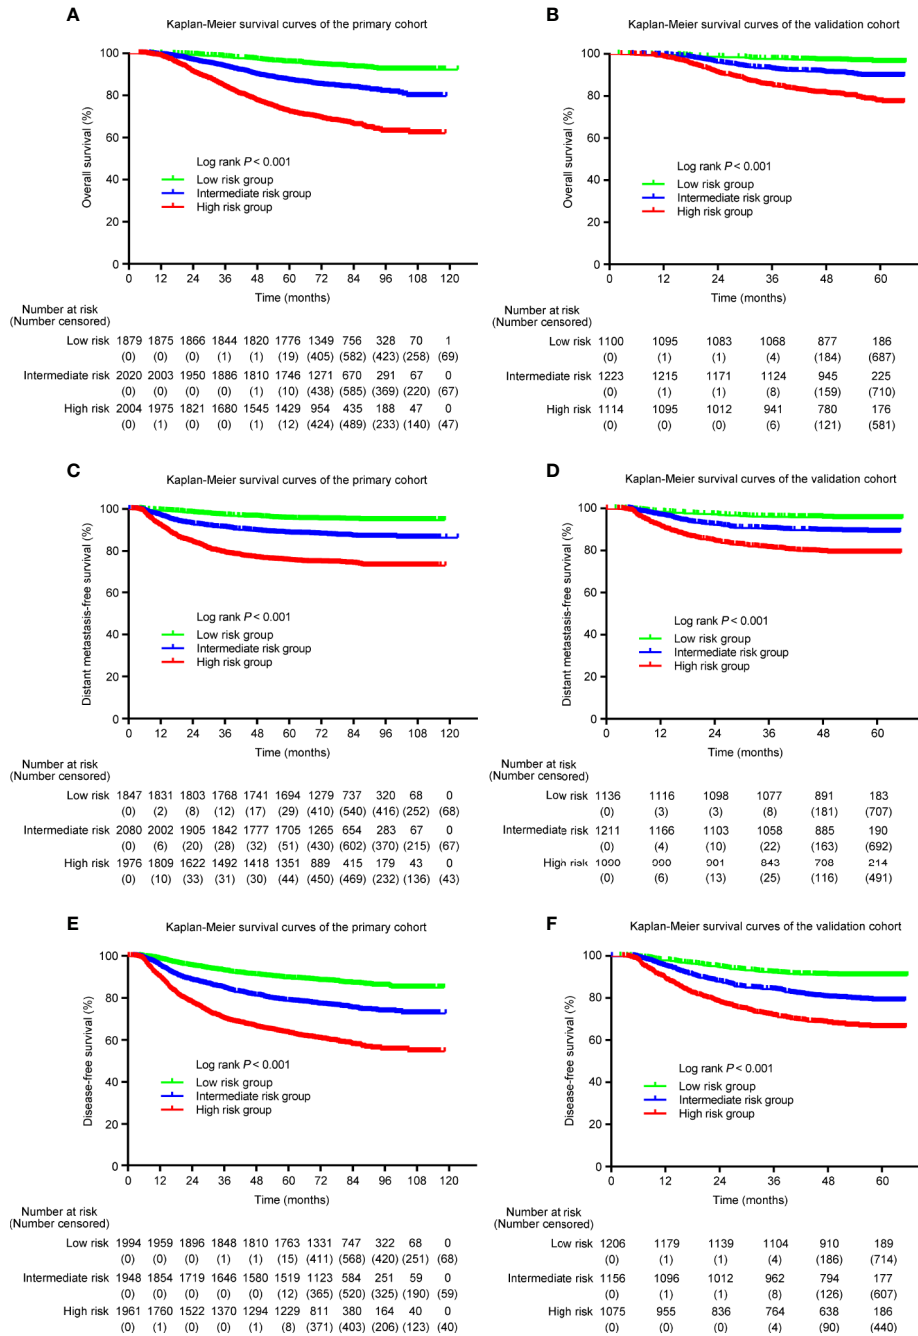 A
Kaplan-Meier survival curves of the primary cohort
Overall survival (%)
100
80
60
40
20
0
Log rank P < 0.001
Low risk group
Intermediate risk group
High risk group
0 12 24 36 48 60 72 84 96 108 120
Time (months)
Number at risk
(Number censored)
Low risk 1879 1875 1866 1844 1820 1776 1349 756 328 70 1
(0) (0) (0) (1) (1) (19) (405) (582) (423) (258) (69)
Intermediate risk 2020 2003 1950 1886 1810 1746 1271 670 291 67 0
(0) (0) (0) (0) (1) (10) (438) (585) (369) (220) (67)
High risk 2004 1975 1821 1680 1545 1429 954 435 188 47 0
(0) (1) (0) (0) (1) (12) (424) (489) (233) (140) (47)
B
Kaplan-Meier survival curves of the validation cohort
Overall survival (%)
100
80
60
40
20
0
Log rank P < 0.001
Low risk group
Intermediate risk group
High risk group
0 12 24 36 48 60
Time (months)
Number at risk
(Number censored)
Low risk 1100 1095 1083 1068 877 186
(0) (1) (1) (4) (184) (687)
Intermediate risk 1223 1215 1171 1124 945 225
(0) (1) (1) (8) (159) (710)
High risk 1114 1095 1012 941 780 176
(0) (0) (0) (6) (121) (581)
C
Kaplan-Meier survival curves of the primary cohort
Distant metastasis-free survival (%)
100
80
60
40
20
0
Log rank P < 0.001
Low risk group
Intermediate risk group
High risk group
0 12 24 36 48 60 72 84 96 108 120
Time (months)
Number at risk
(Number censored)
Low risk 1847 1831 1803 1768 1741 1694 1279 737 320 68 0
(0) (2) (8) (12) (17) (29) (410) (540) (416) (252) (68)
Intermediate risk 2080 2002 1905 1842 1777 1705 1265 654 283 67 0
(0) (6) (20) (28) (32) (51) (430) (602) (370) (215) (67)
High risk 1976 1809 1622 1492 1418 1351 889 415 179 43 0
(0) (10) (33) (31) (30) (44) (450) (469) (232) (136) (43)
D
Kaplan-Meier survival curves of the validation cohort
Distant metastasis-free survival (%)
100
80
60
40
20
0
Log rank P < 0.001
Low risk group
Intermediate risk group
High risk group
0 12 24 36 48 60
Time (months)
Number at risk
(Number censored)
Low risk 1136 1116 1098 1077 891 183
(0) (3) (3) (8) (181) (707)
Intermediate risk 1211 1166 1103 1058 885 190
(0) (4) (10) (22) (163) (692)
High risk 843 708 214
(0) (6) (13) (25) (116) (491)
E
Kaplan-Meier survival curves of the primary cohort
Disease-free survival (%)
100
80
60
40
20
0
Log rank P < 0.001
Low risk group
Intermediate risk group
High risk group
0 12 24 36 48 60 72 84 96 108 120
Time (months)
Number at risk
(Number censored)
Low risk 1994 1959 1896 1848 1810 1763 1331 747 322 68 0
(0) (0) (0) (1) (1) (15) (411) (568) (420) (251) (68)
Intermediate risk 1948 1854 1719 1646 1580 1519 1123 584 251 59 0
(0) (0) (0) (0) (0) (12) (365) (520) (325) (190) (59)
High risk 1961 1760 1522 1370 1294 1229 811 380 164 40 0
(0) (1) (0) (0) (1) (8) (371) (403) (206) (123) (40)
F
Kaplan-Meier survival curves of the validation cohort
Disease-free survival (%)
100
80
60
40
20
0
Log rank P < 0.001
Low risk group
Intermediate risk group
High risk group
0 12 24 36 48 60
Time (months)
Number at risk
(Number censored)
Low risk 1206 1179 1139 1104 910 189
(0) (1) (1) (4) (186) (714)
Intermediate risk 1156 1096 1012 962 794 177
(0) (1) (1) (8) (126) (607)
High risk 1075 955 836 764 638 186
(0) (0) (0) (4) (90) (440)